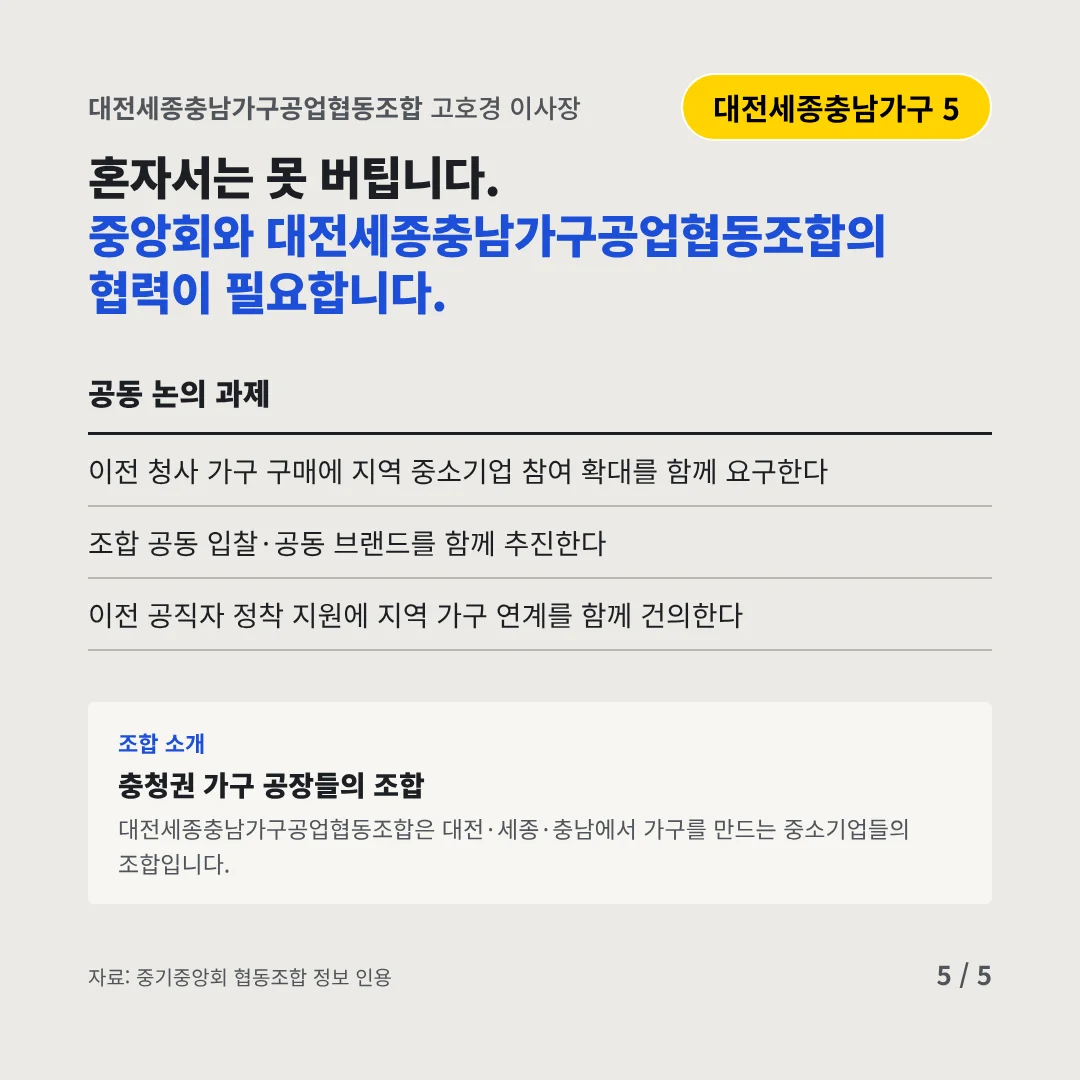 대전세종충남가구공업협동조합 고호경 이사장
대전세종충남가구 5
혼자서는 못 버팁니다.
중앙회와 대전세종충남가구공업협동조합의
협력이 필요합니다.
공동 논의 과제
이전 청사 가구 구매에 지역 중소기업 참여 확대를 함께 요구한다
조합 공동 입찰·공동 브랜드를 함께 추진한다
이전 공직자 정착 지원에 지역 가구 연계를 함께 건의한다
조합 소개
충청권 가구 공장들의 조합
대전세종충남가구공업협동조합은 대전·세종·충남에서 가구를 만드는 중소기업들의
조합입니다.
자료: 중기중앙회 협동조합 정보 인용
5 / 5